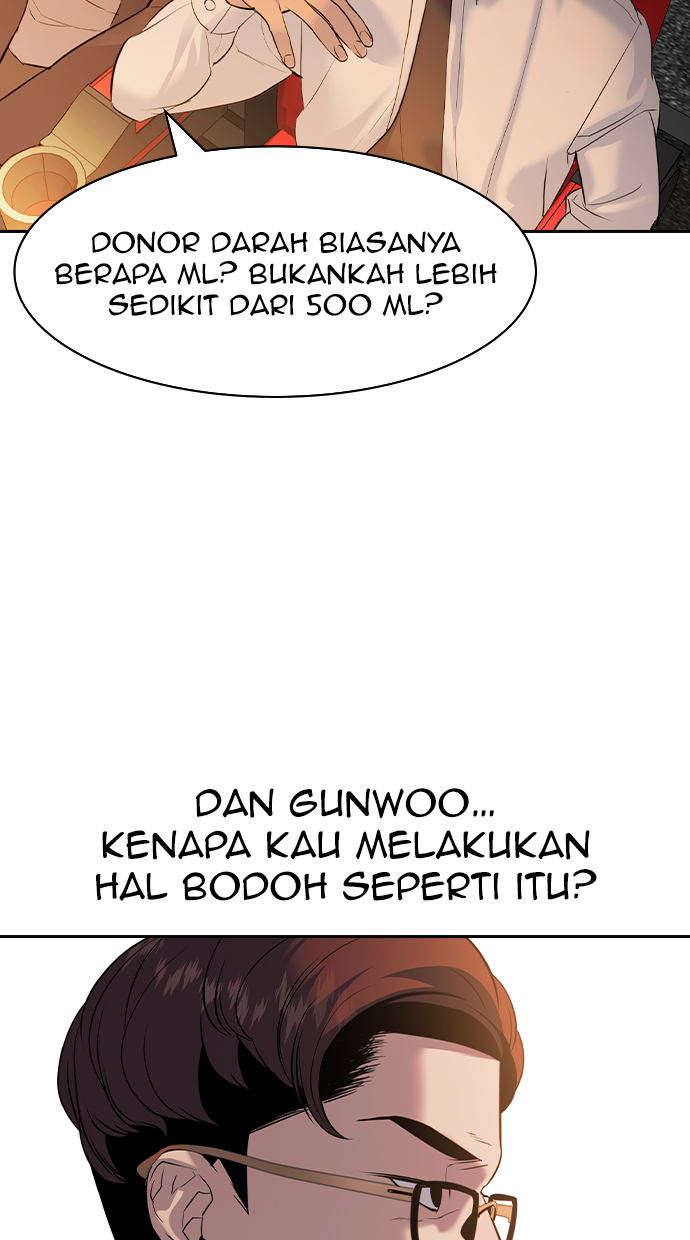 DONOR DARAH BIASANYA
BERAPA ML? BUKANKAH LEBIH
SEDIKIT DARI 500 ML?
DAN GUNWOO...
KENAPA KAU MELAKUKAN
HAL BODOH SEPERTI ITU?